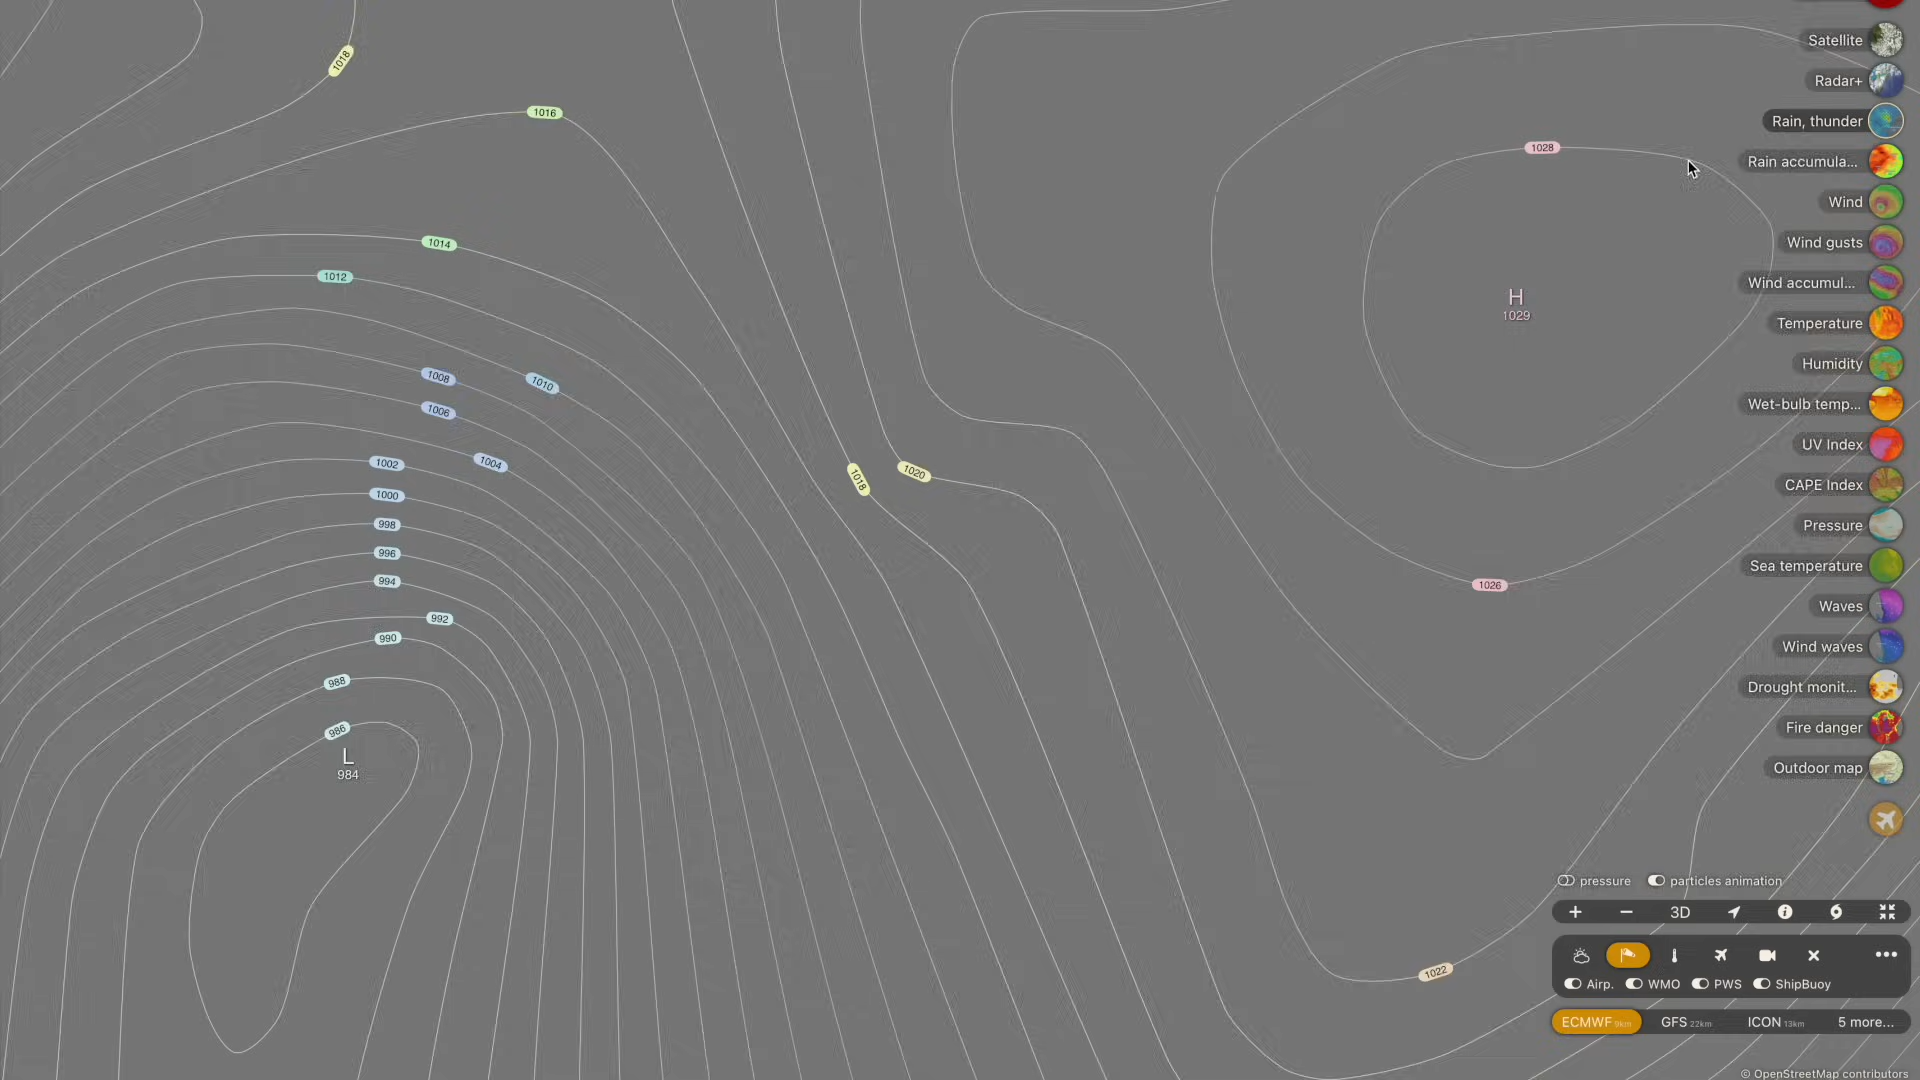 1018
1016
1014
1012
1008
1010
1006
1002
1004
1000
998
996
994
992
990
988
986
L
984
1018
1020
1028
H
1029
1026
1022
Satellite
Radar+
Rain, thunder
Rain accumula...
Wind
Wind gusts
Wind accumul...
Temperature
Humidity
Wet-bulb temp...
UV Index
CAPE Index
Pressure
Sea temperature
Waves
Wind waves
Drought monit...
Fire danger
Outdoor map
pressure particles animation
+ − 3D
Airp. WMO PWS ShipBuoy
ECMWF 9km GFS 22km ICON 13km 5 more...
© OpenStreetMap contributors